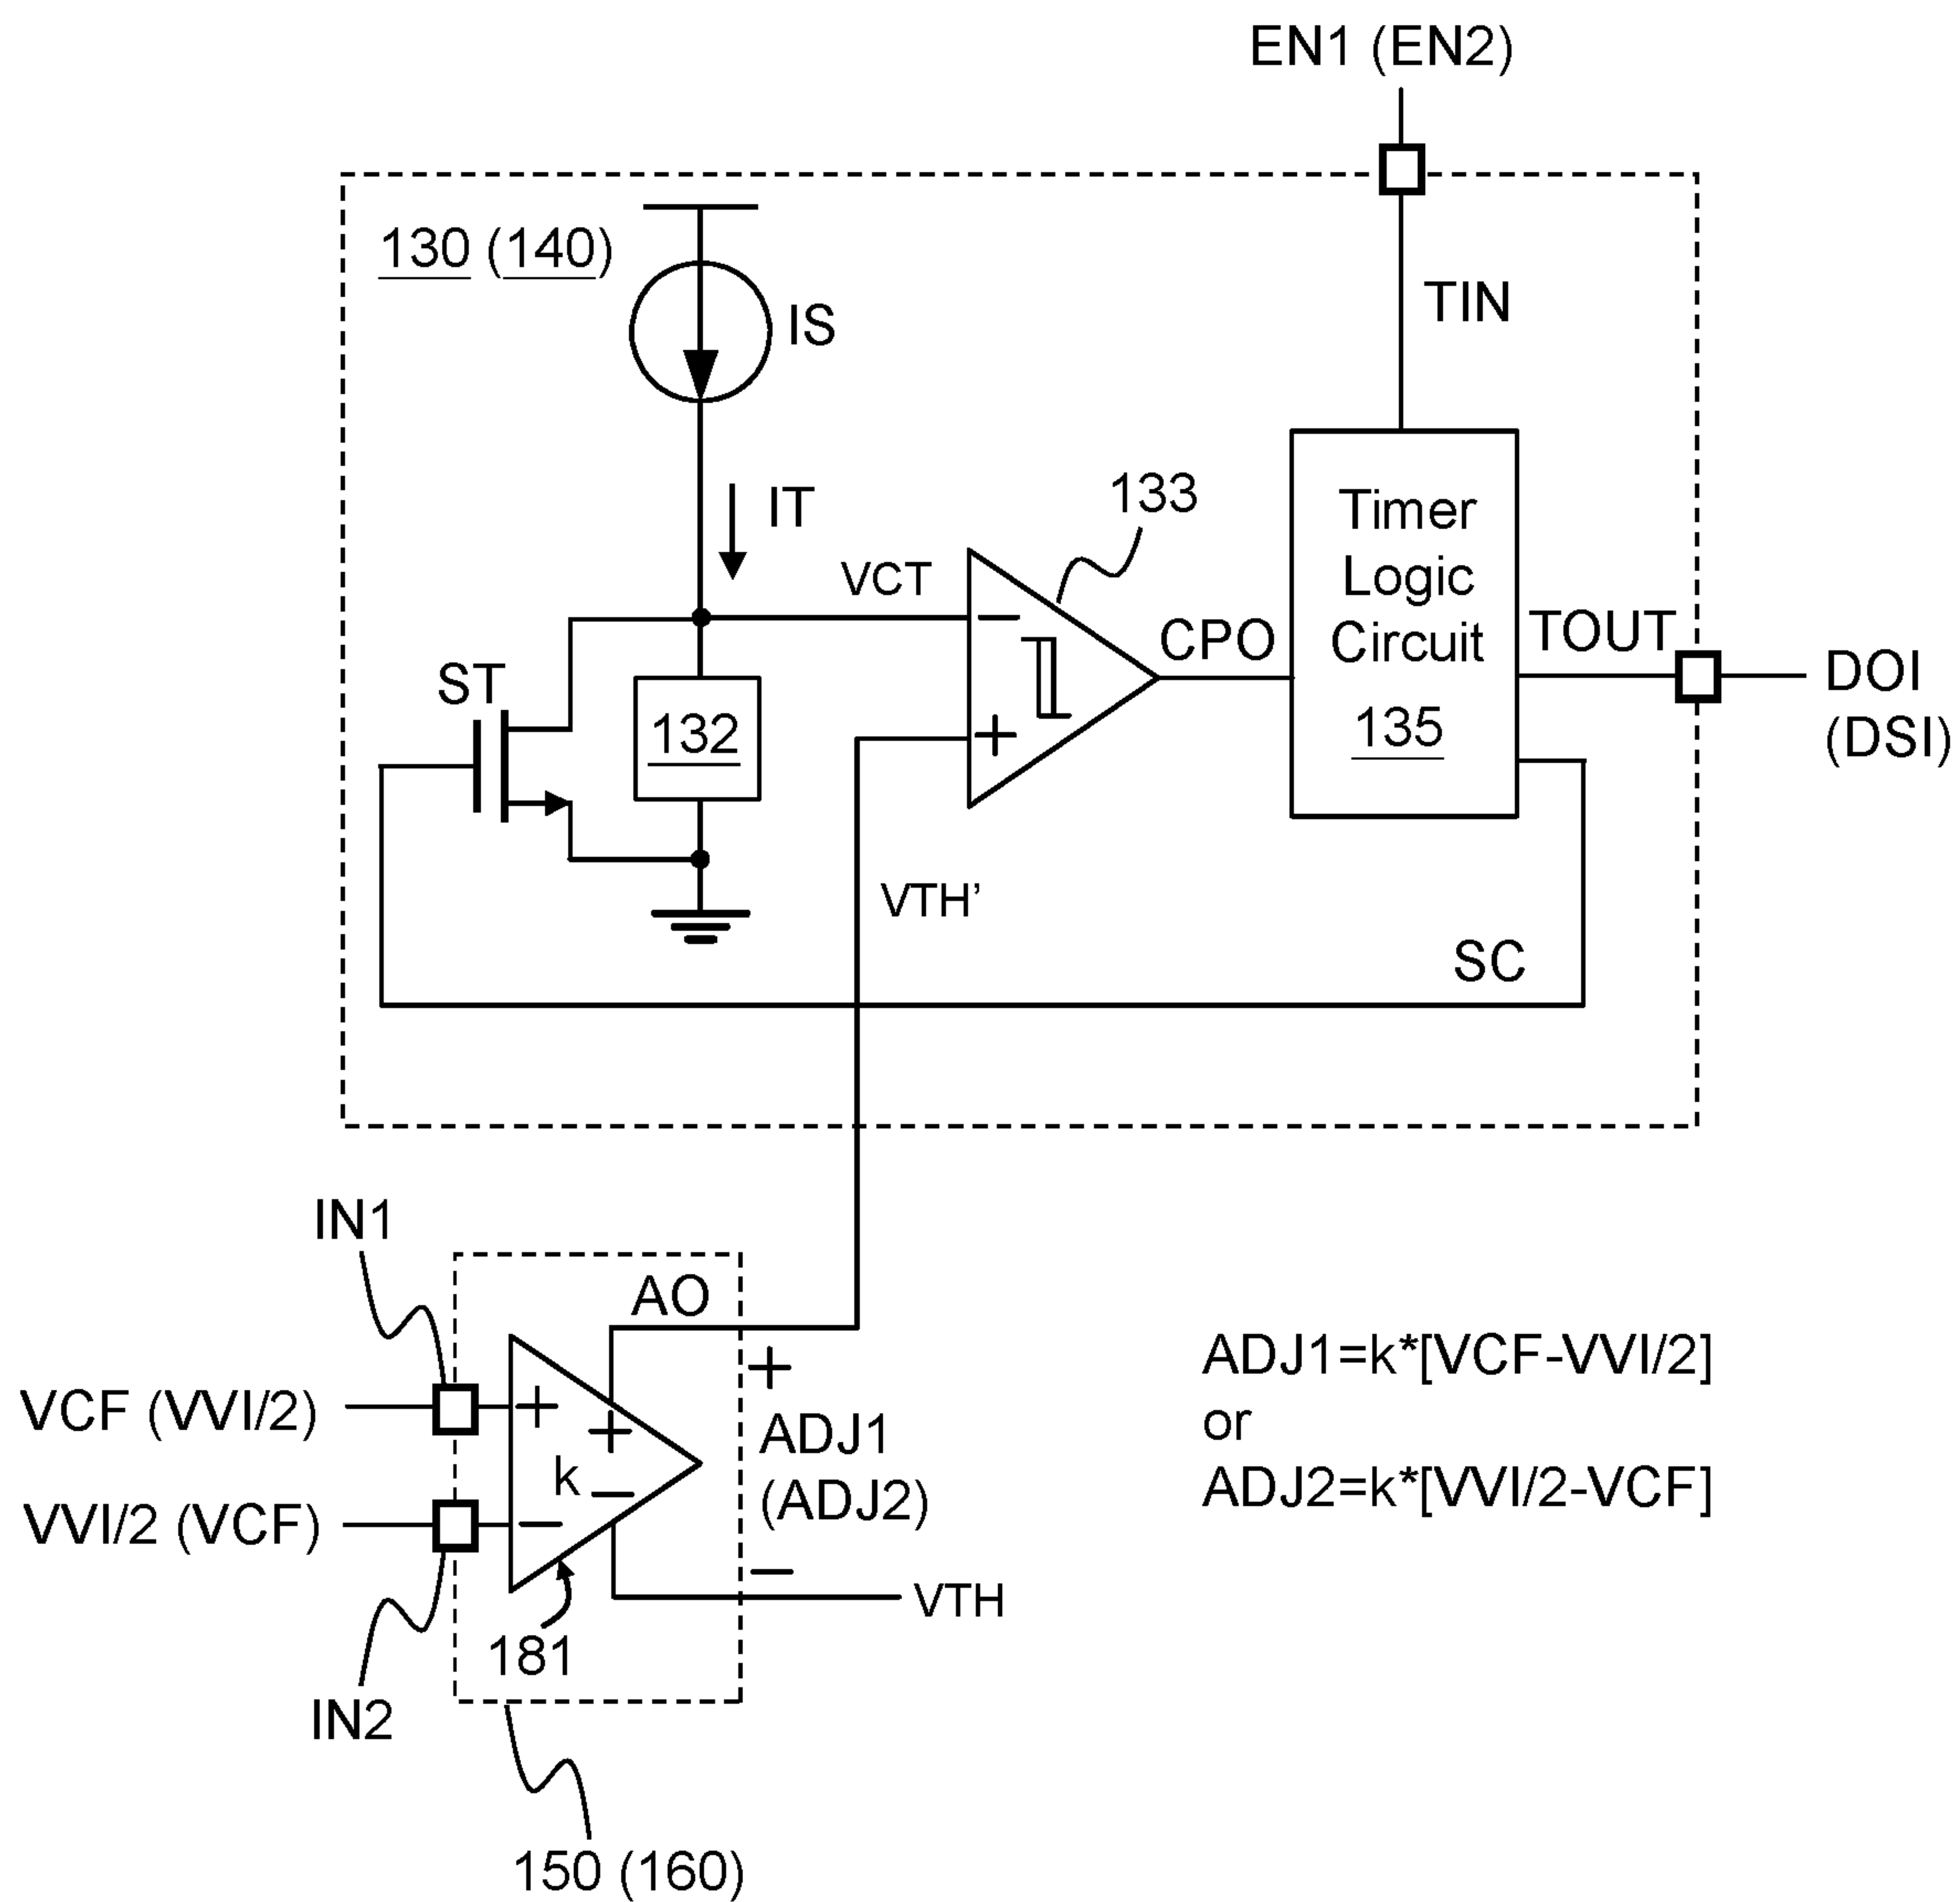 EN1 (EN2)
130 (140)
IS
TIN
IT
133
VCT
Timer
Logic
Circuit
135
CPO
TOUT
DOI
(DSI)
ST
132
−
+
VTH’
SC
IN1
AO
+
VCF (VVI/2)
+
+
ADJ1
(ADJ2)
k
−
VVI/2 (VCF)
−
−
VTH
181
IN2
150 (160)
ADJ1=k*[VCF-VVI/2]
or
ADJ2=k*[VVI/2-VCF]